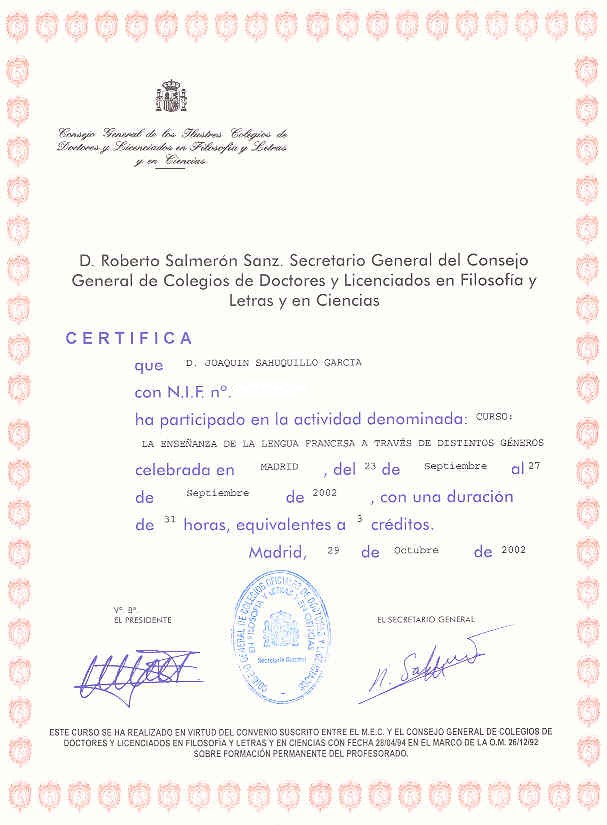 Consejo General de los Ilustres Colegios de
Doctores y Licenciados en Filosofía y Letras
y en Ciencias
D. Roberto Salmerón Sanz. Secretario General del Consejo
General de Colegios de Doctores y Licenciados en Filosofía y
Letras y en Ciencias
CERTIFICA
que D. JOAQUIN SAHUQUILLO GARCIA
con N.I.F. nº.
ha participado en la actividad denominada: CURSO:
LA ENSEÑANZA DE LA LENGUA FRANCESA A TRAVÉS DE DISTINTOS GÉNEROS
celebrada en MADRID , del 23 de Septiembre al 27
de Septiembre de 2002 , con una duración
de 31 horas, equivalentes a 3 créditos.
Madrid, 29 de Octubre de 2002
Vº Bº
EL PRESIDENTE
EL SECRETARIO GENERAL
Secretaría General
ESTE CURSO SE HA REALIZADO EN VIRTUD DEL CONVENIO SUSCRITO ENTRE EL M.E.C. Y EL CONSEJO GENERAL DE COLEGIOS DE
DOCTORES Y LICENCIADOS EN FILOSOFÍA Y LETRAS Y EN CIENCIAS CON FECHA 28/04/94 EN EL MARCO DE LA O.M. 26/12/92
SOBRE FORMACIÓN PERMANENTE DEL PROFESORADO.